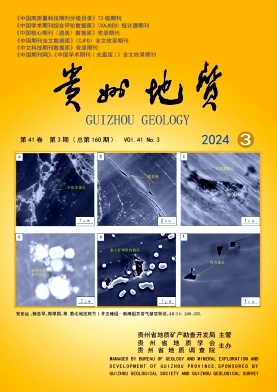 《中国高质量科技期刊分级目录》T2级期刊
《中国学术期刊综合评价数据库》(CAJCED) 统计源期刊
《中国核心期刊（遴选）数据库》收录期刊
《中国期刊全文数据库》(CJFD) 全文收录期刊
《中文科技期刊数据库》收录期刊
《中国期刊网》、《中国学术期刊（光盘版）》全文收录期刊
贵州地质
GUIZHOU GEOLOGY
第 41 卷 第 3 期（总第160期） VOL.41 No.3
2024 3
贵州省地质矿产勘查开发局 主管
贵州省地质学会
贵州省地质调查院 主办
MANAGED BY BUREAU OF GEOLOGY AND MINERAL EXPLORATION AND
DEVELOPMENT OF GUIZHOU PROVINCE, SPONSORED BY
GUIZHOU GEOLOGICAL SOCIETY AND GUIZHOU GEOLOGICAL SURVEY